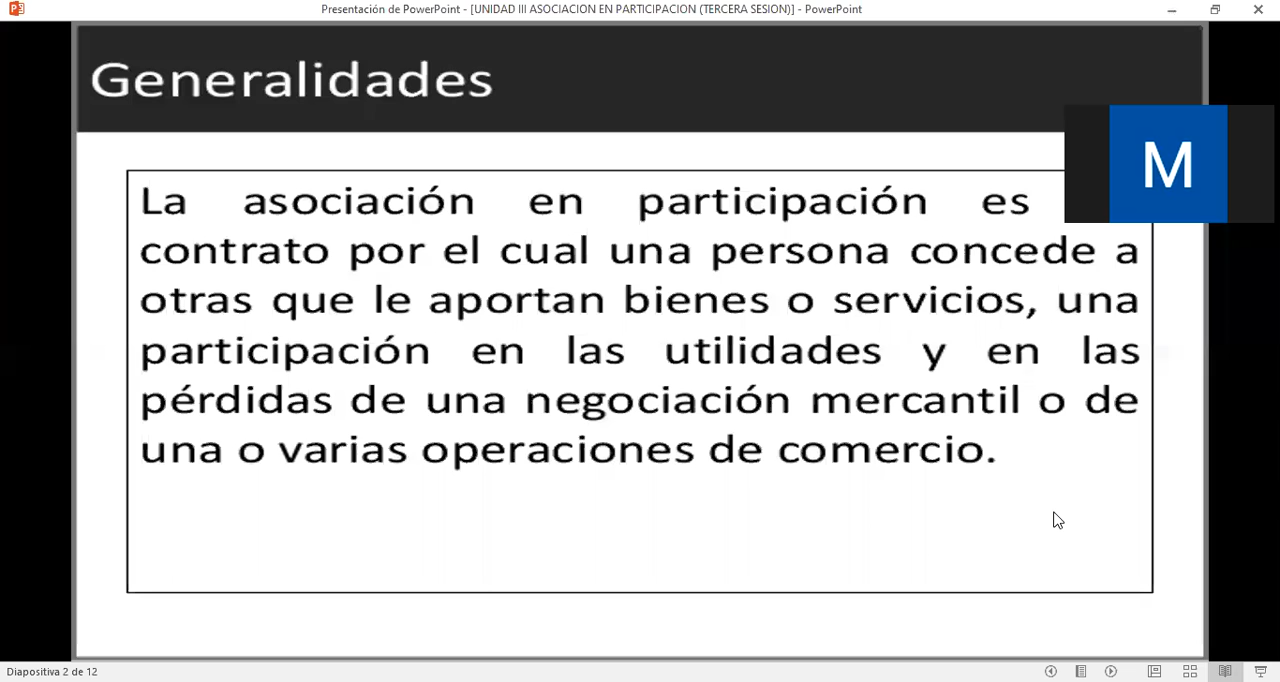 Presentación de PowerPoint - [UNIDAD III ASOCIACION EN PARTICIPACION (TERCERA SESION)] - PowerPoint
Generalidades
M
La asociación en participación es
contrato por el cual una persona concede a
otras que le aportan bienes o servicios, una
participación en las utilidades y en las
pérdidas de una negociación mercantil o de
una o varias operaciones de comercio.
Diapositiva 2 de 12